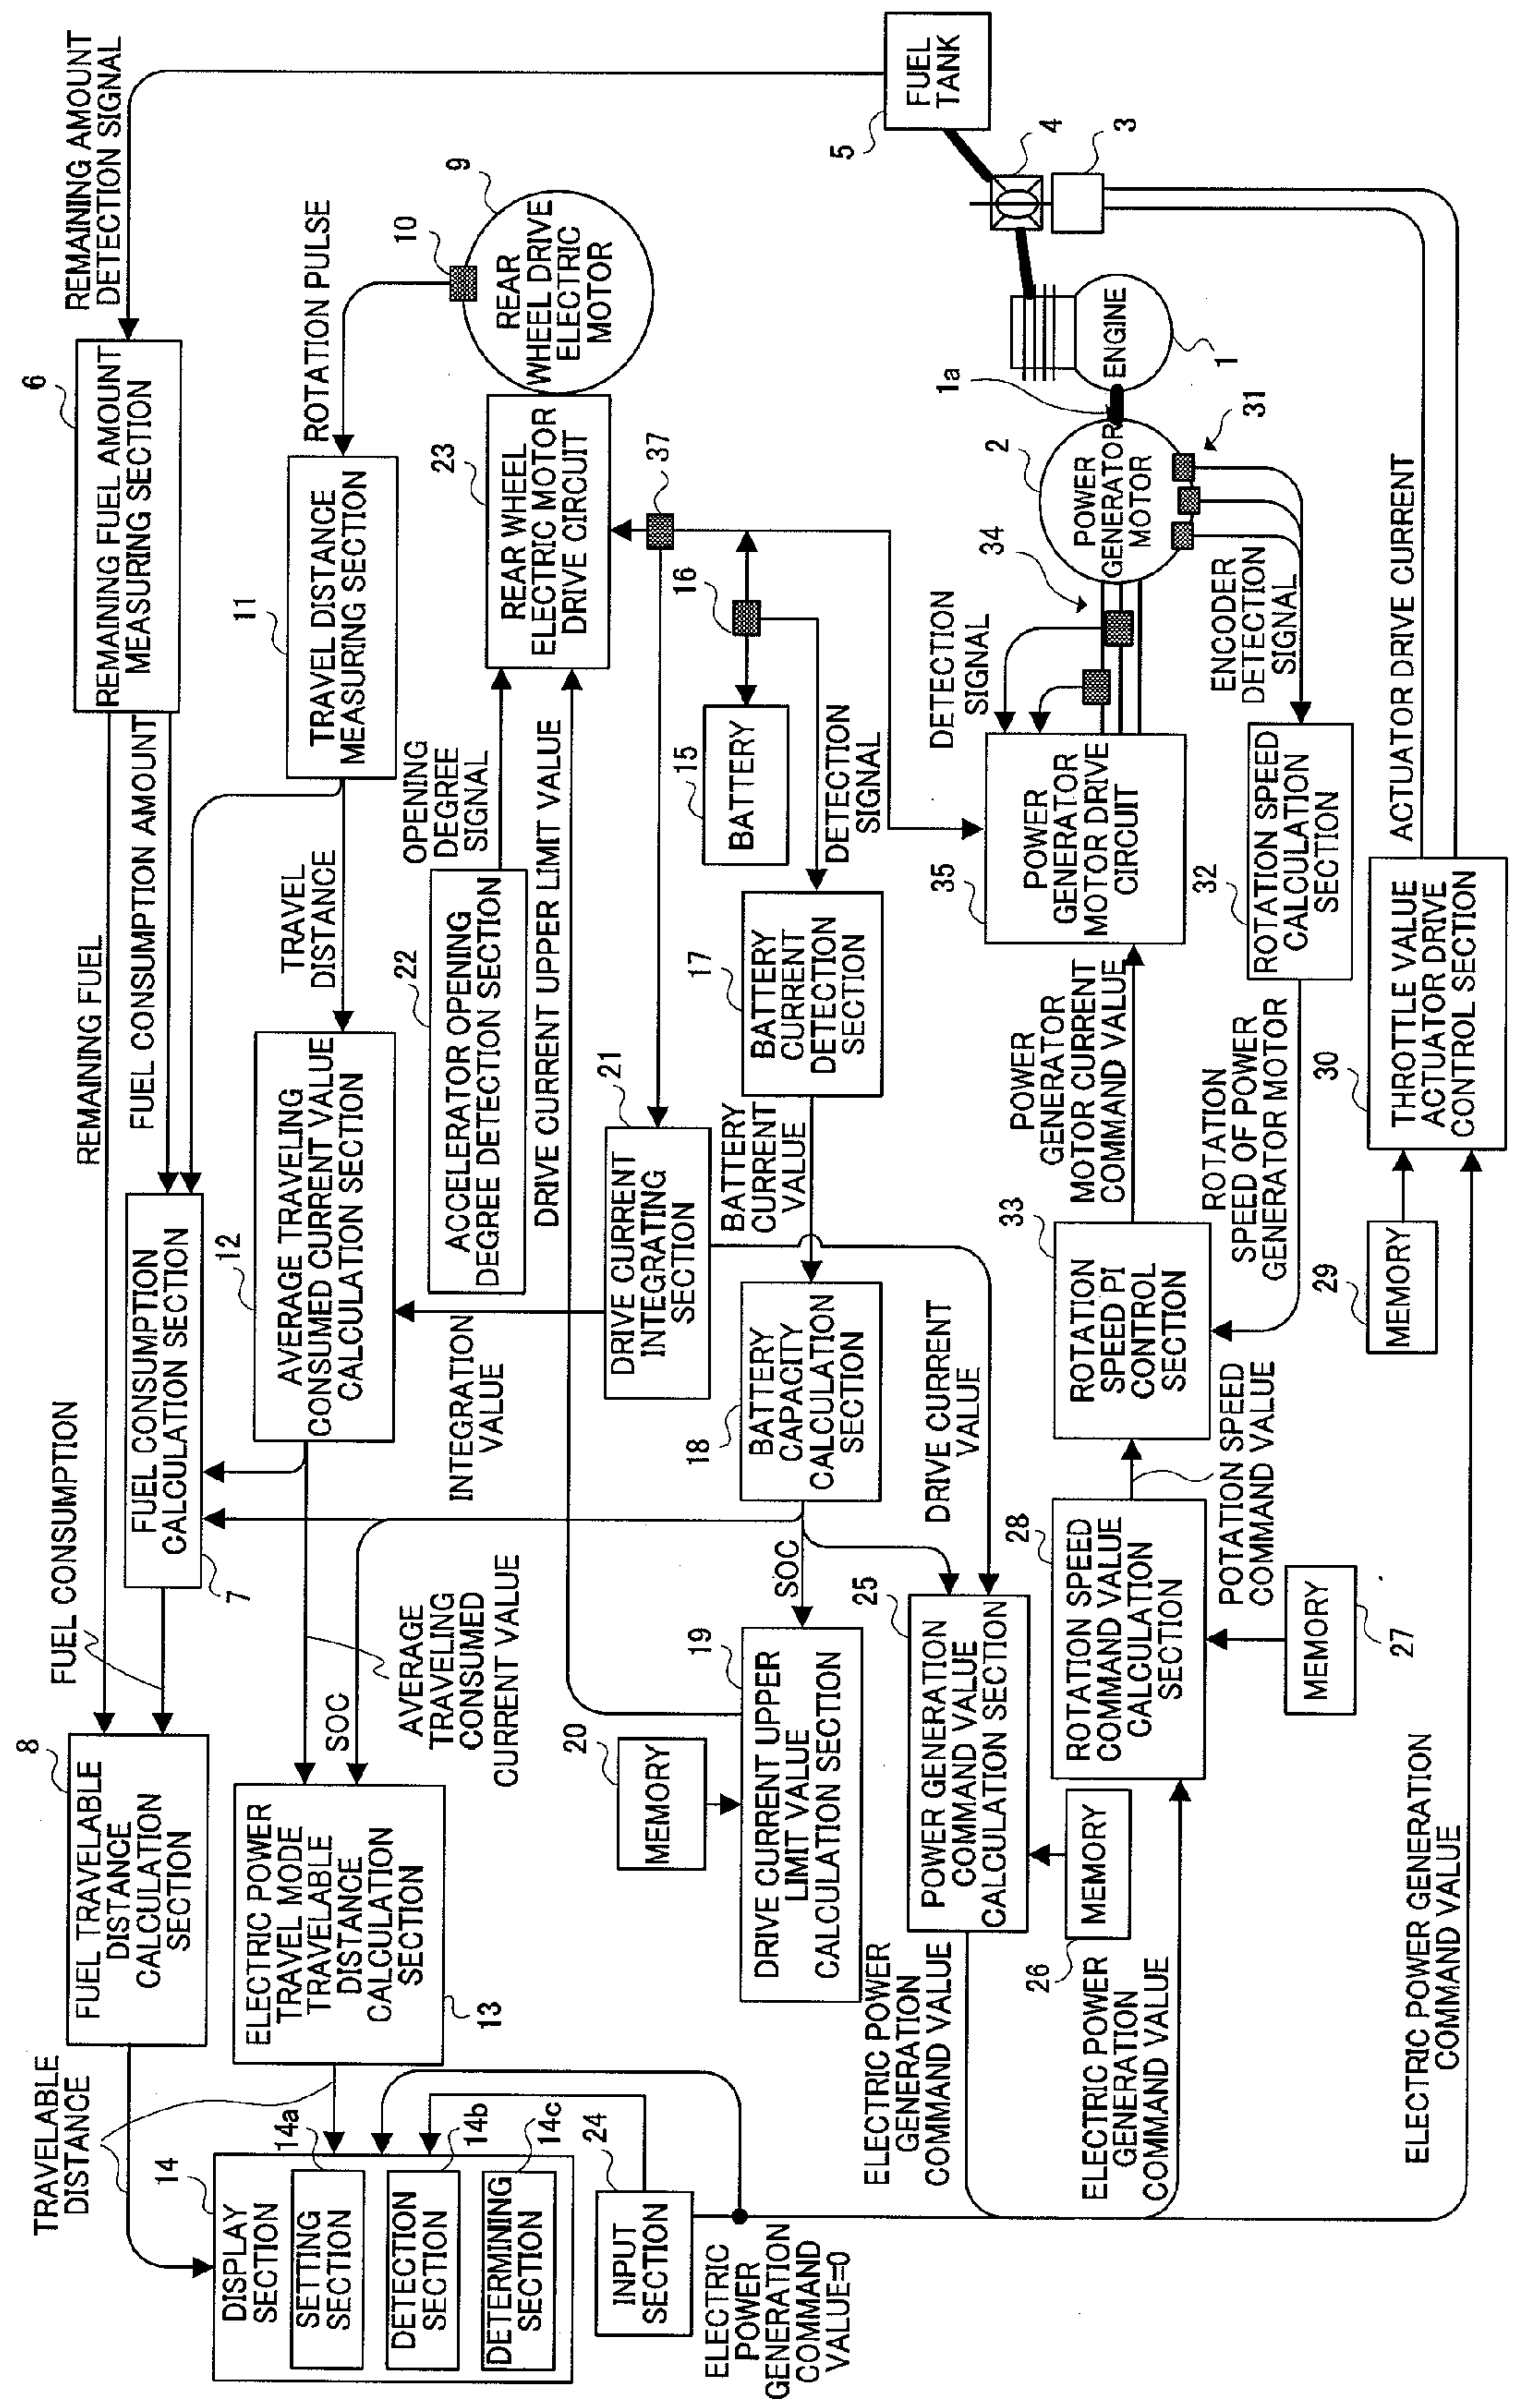 REMAINING AMOUNT
DETECTION SIGNAL
6
REMAINING FUEL AMOUNT
MEASURING SECTION
REMAINING FUEL
FUEL CONSUMPTION AMOUNT
FUEL CONSUMPTION
FUEL CONSUMPTION
CALCULATION SECTION
7
8
FUEL TRAVELABLE
DISTANCE
CALCULATION
SECTION
TRAVELABLE
DISTANCE
5
FUEL
TANK
4
3
9
10
REAR
WHEEL DRIVE
ELECTRIC
MOTOR
ROTATION PULSE
11
TRAVEL DISTANCE
MEASURING SECTION
TRAVEL
DISTANCE
12
AVERAGE TRAVELING
CONSUMED CURRENT VALUE
CALCULATION SECTION
SOC
AVERAGE
TRAVELING
CONSUMED
CURRENT VALUE
ELECTRIC POWER
TRAVEL MODE
TRAVELABLE
DISTANCE
CALCULATION
SECTION
13
14
DISPLAY
SECTION
14a
SETTING
SECTION
14b
DETECTION
SECTION
14c
DETERMINING
SECTION
24
INPUT
SECTION
ELECTRIC
POWER
GENERATION
COMMAND
VALUE=0
23
REAR WHEEL
ELECTRIC MOTOR
DRIVE CIRCUIT
37
OPENING
DEGREE
SIGNAL
22
ACCELERATOR OPENING
DEGREE DETECTION SECTION
DRIVE CURRENT UPPER LIMIT VALUE
21
DRIVE CURRENT
INTEGRATING
SECTION
INTEGRATION
VALUE
16
15
BATTERY
DETECTION
SIGNAL
17
BATTERY
CURRENT
DETECTION
SECTION
BATTERY
CURRENT
VALUE
18
BATTERY
CAPACITY
CALCULATION
SECTION
SOC
DRIVE CURRENT
VALUE
19
DRIVE CURRENT UPPER
LIMIT VALUE
CALCULATION SECTION
20
MEMORY
25
POWER GENERATION
COMMAND VALUE
CALCULATION SECTION
26
MEMORY
ELECTRIC POWER
GENERATION
COMMAND VALUE
ELECTRIC POWER
GENERATION
COMMAND VALUE
1
1a
ENGINE
2
POWER
GENERATOR
MOTOR
31
34
DETECTION
SIGNAL
ENCODER
DETECTION
SIGNAL
35
POWER
GENERATOR
MOTOR DRIVE
CIRCUIT
32
ROTATION SPEED
CALCULATION
SECTION
POWER
GENERATOR
MOTOR CURRENT
COMMAND VALUE
ROTATION
SPEED OF POWER
GENERATOR MOTOR
33
ROTATION
SPEED PI
CONTROL
SECTION
POTATION SPEED
COMMAND VALUE
28
ROTATION SPEED
COMMAND VALUE
CALCULATION
SECTION
MEMORY
27
ACTUATOR DRIVE CURRENT
30
THROTTLE VALUE
ACTUATOR DRIVE
CONTROL SECTION
29
MEMORY
ELECTRIC POWER GENERATION
COMMAND VALUE